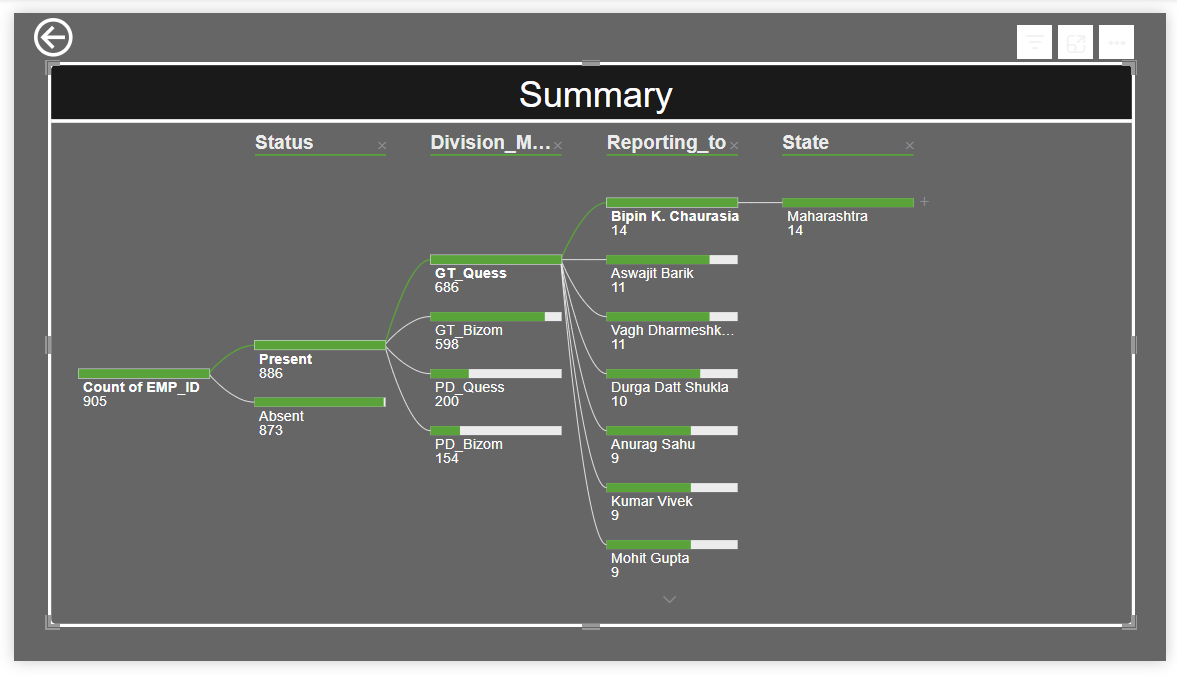 Summary
Status
Division_M...
Reporting_to
State
Count of EMP_ID
905
Present
886
Absent
873
GT_Quess
686
GT_Bizom
598
PD_Quess
200
PD_Bizom
154
Bipin K. Chaurasia
14
Aswajit Barik
11
Vagh Dharmeshk...
11
Durga Datt Shukla
10
Anurag Sahu
9
Kumar Vivek
9
Mohit Gupta
9
Maharashtra
14